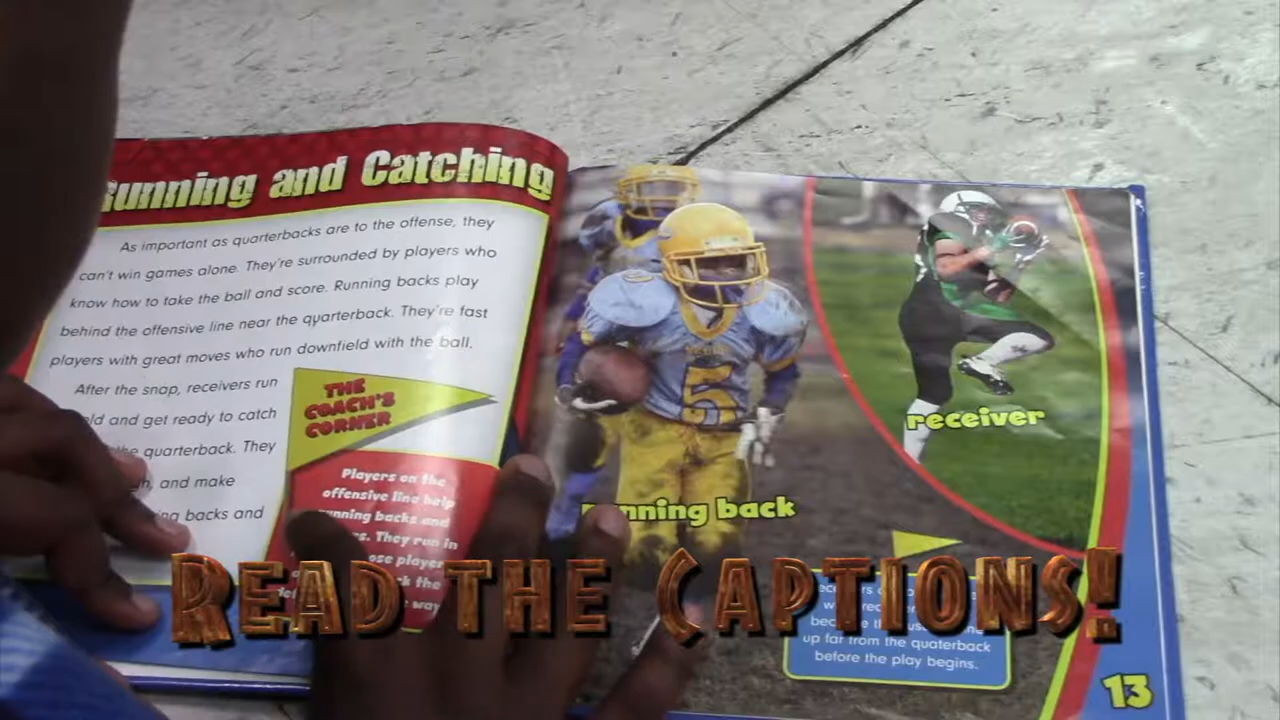 Running and Catching
As important as quarterbacks are to the offense, they
can't win games alone. They're surrounded by players who
know how to take the ball and score. Running backs play
behind the offensive line near the quarterback. They're fast
players with great moves who run downfield with the ball.
After the snap, receivers run
and get ready to catch
the quarterback. They
and make
backs and
THE
COACH'S
CORNER
Players on the
offensive line help
running backs and
They run in
the
way
5
running back
receiver
up far from the quaterback
before the play begins.
13
READ THE CAPTIONS!